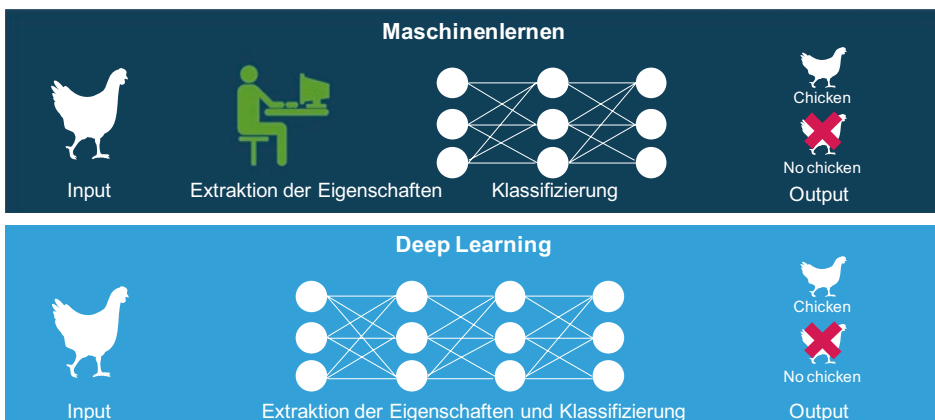 Maschinenlernen
Chicken
No chicken
Input
Extraktion der Eigenschaften
Klassifizierung
Output
Deep Learning
Chicken
No chicken
Input
Extraktion der Eigenschaften und Klassifizierung
Output